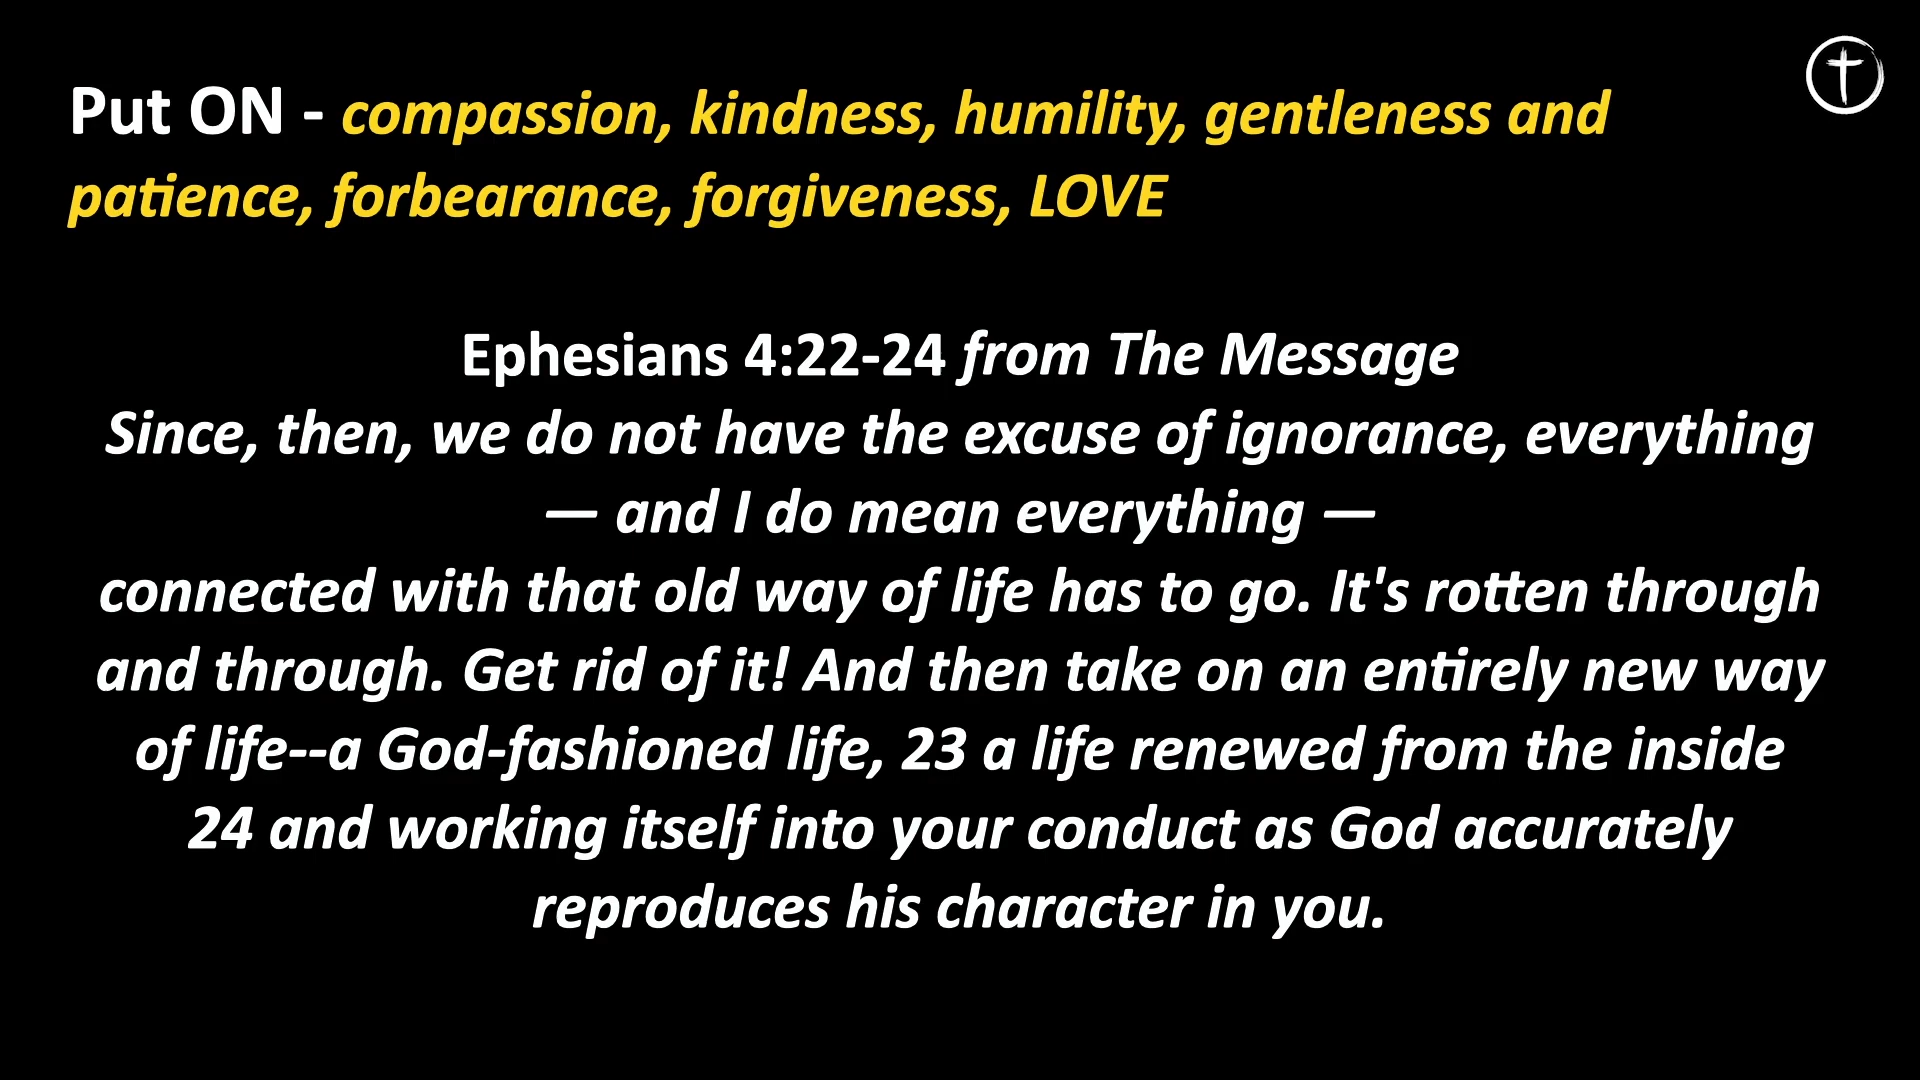 Put ON - compassion, kindness, humility, gentleness and
patience, forbearance, forgiveness, LOVE
Ephesians 4:22-24 from The Message
Since, then, we do not have the excuse of ignorance, everything
— and I do mean everything —
connected with that old way of life has to go. It's rotten through
and through. Get rid of it! And then take on an entirely new way
of life--a God-fashioned life, 23 a life renewed from the inside
24 and working itself into your conduct as God accurately
reproduces his character in you.